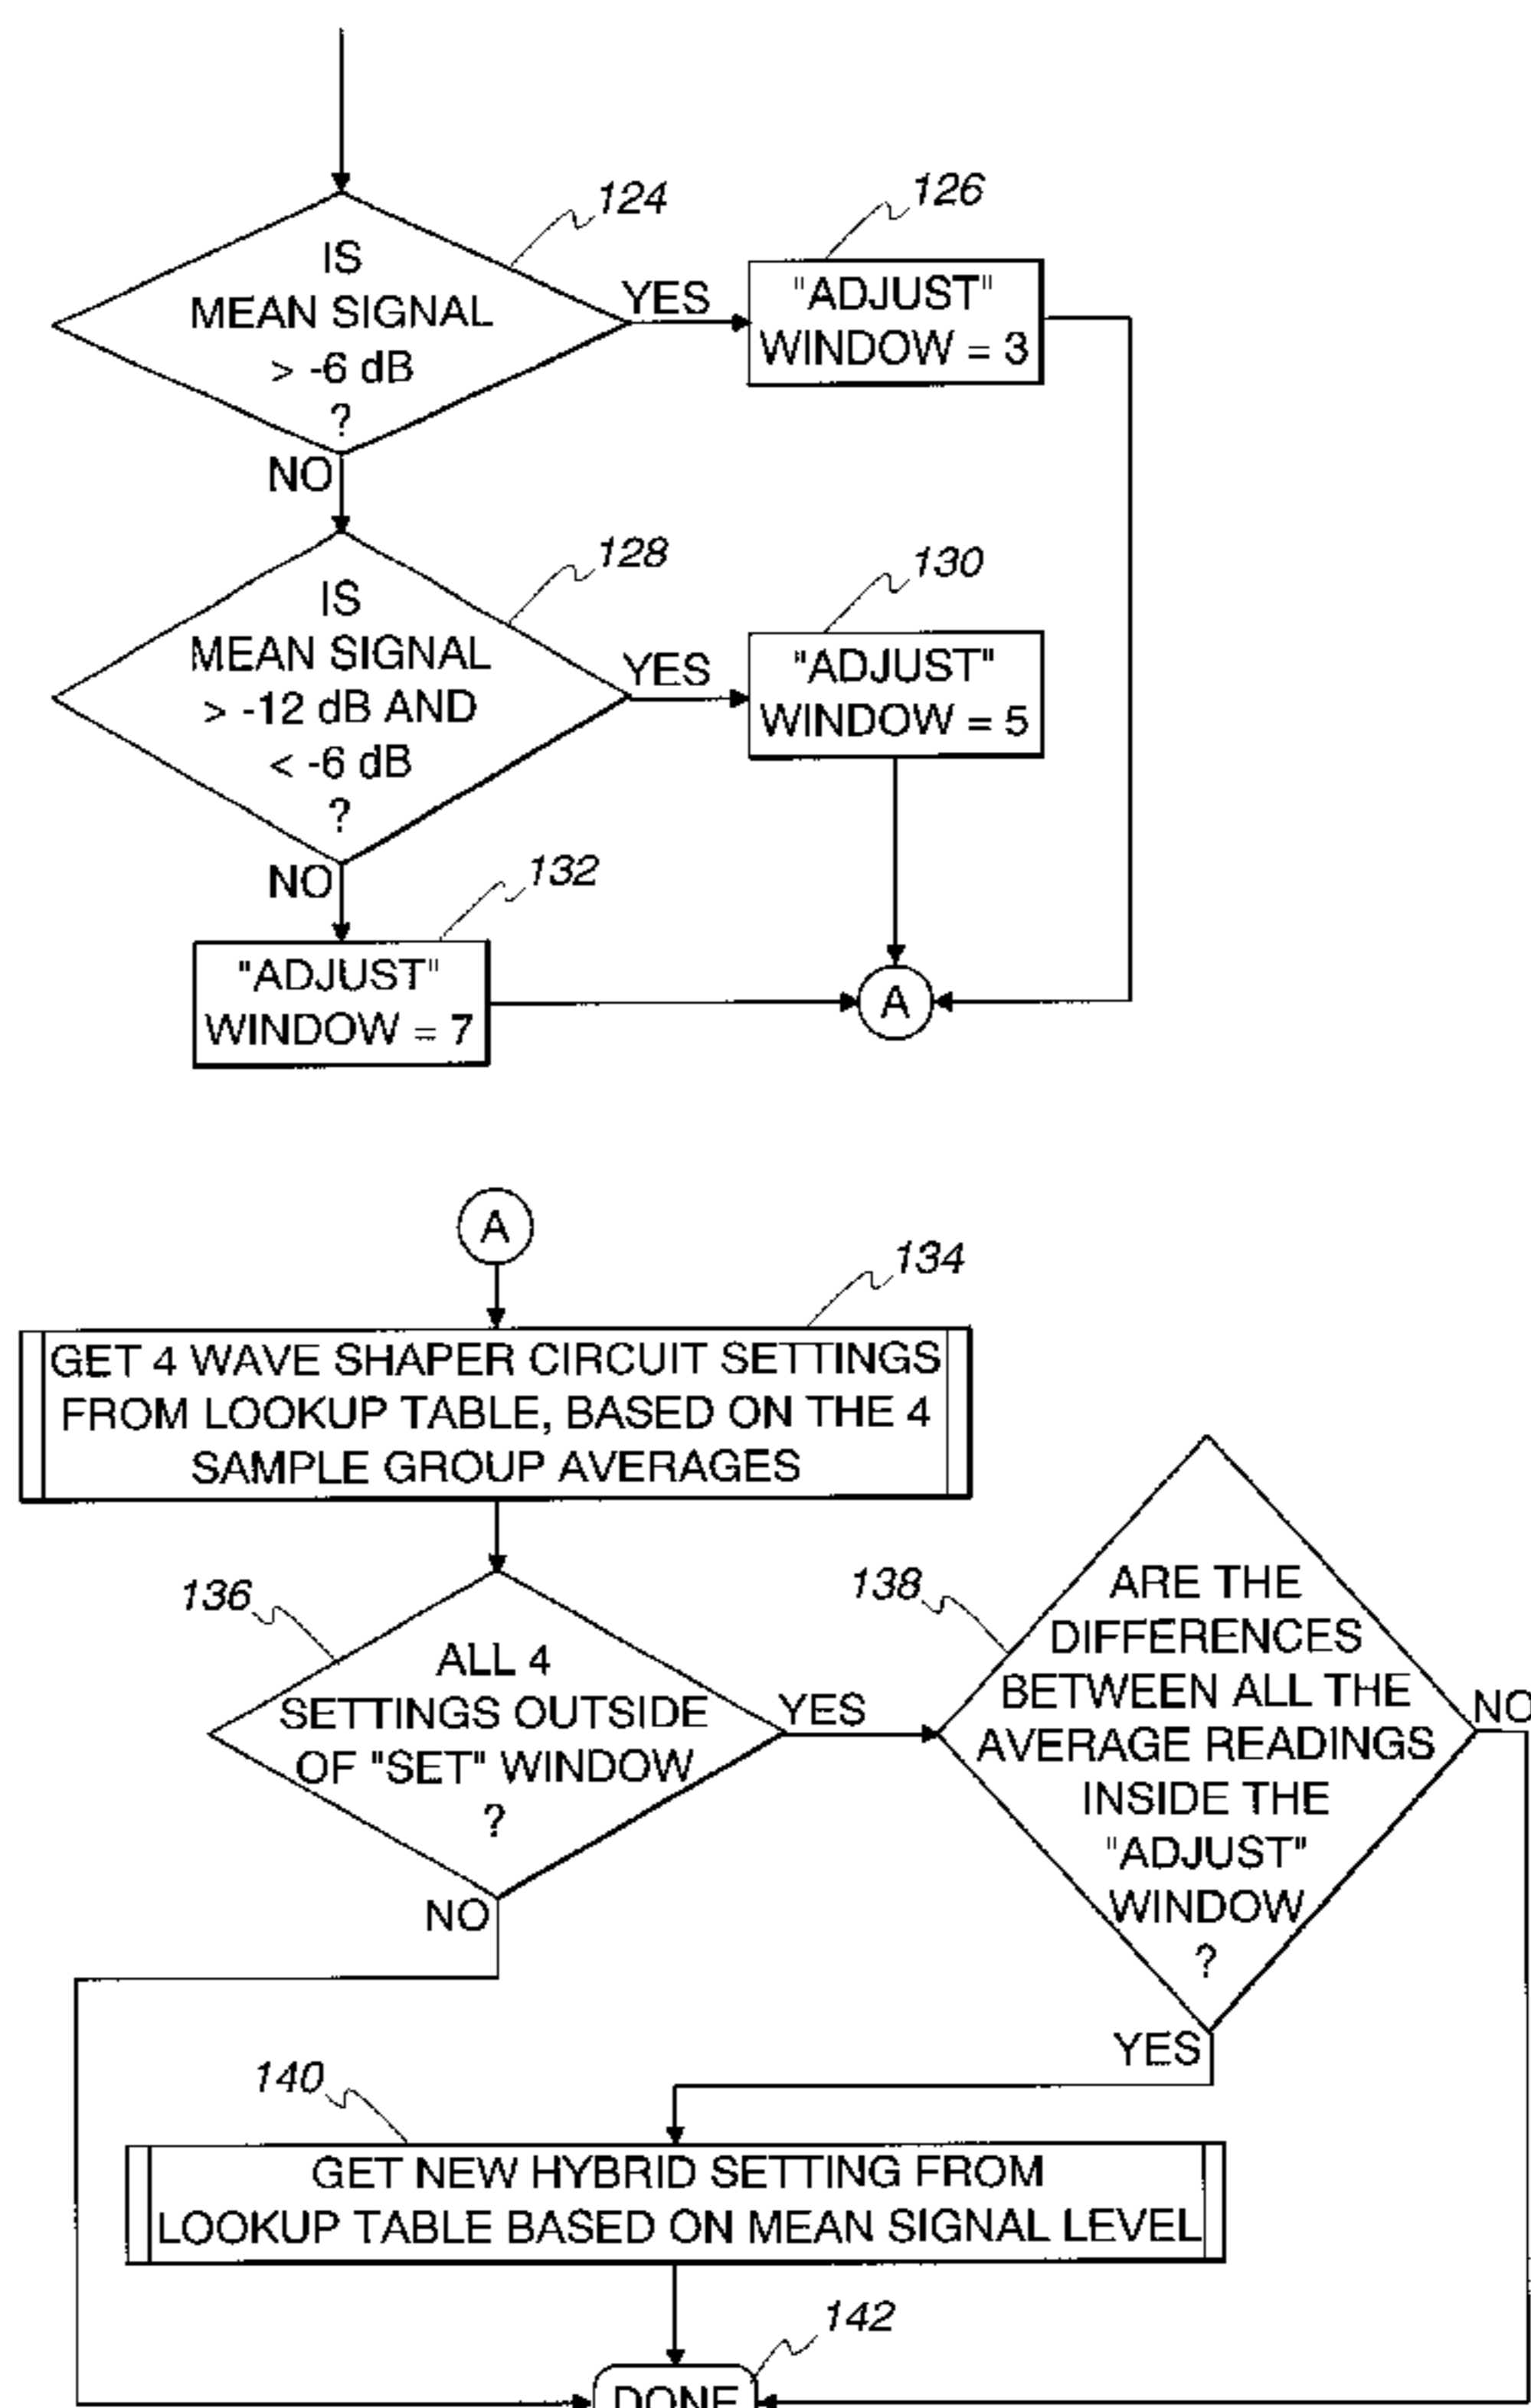 124
IS
MEAN SIGNAL
> -6 dB
?
YES
NO
126
"ADJUST"
WINDOW = 3
128
IS
MEAN SIGNAL
> -12 dB AND
< -6 dB
?
YES
NO
130
"ADJUST"
WINDOW = 5
132
"ADJUST"
WINDOW = 7
A
A
134
GET 4 WAVE SHAPER CIRCUIT SETTINGS
FROM LOOKUP TABLE, BASED ON THE 4
SAMPLE GROUP AVERAGES
136
ALL 4
SETTINGS OUTSIDE
OF "SET" WINDOW
?
YES
NO
138
ARE THE
DIFFERENCES
BETWEEN ALL THE
AVERAGE READINGS
INSIDE THE
"ADJUST"
WINDOW
?
NO
YES
140
GET NEW HYBRID SETTING FROM
LOOKUP TABLE BASED ON MEAN SIGNAL LEVEL
142
DONE